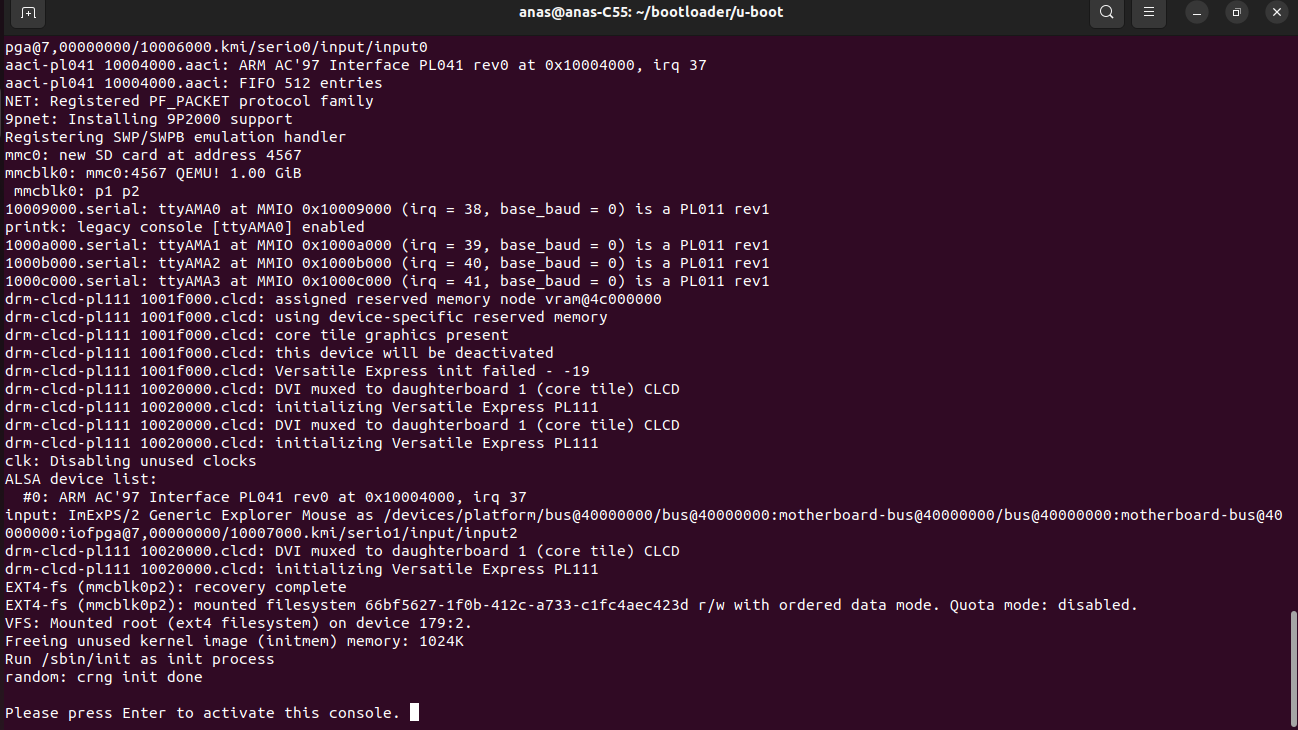 anas@anas-C55: ~/bootloader/u-boot
pga@7,00000000/10006000.kmi/serio0/input/input0
aaci-pl041 10004000.aaci: ARM AC'97 Interface PL041 rev0 at 0x10004000, irq 37
aaci-pl041 10004000.aaci: FIFO 512 entries
NET: Registered PF_PACKET protocol family
9pnet: Installing 9P2000 support
Registering SWP/SWPB emulation handler
mmc0: new SD card at address 4567
mmcblk0: mmc0:4567 QEMU! 1.00 GiB
 mmcblk0: p1 p2
10009000.serial: ttyAMA0 at MMIO 0x10009000 (irq = 38, base_baud = 0) is a PL011 rev1
printk: legacy console [ttyAMA0] enabled
1000a000.serial: ttyAMA1 at MMIO 0x1000a000 (irq = 39, base_baud = 0) is a PL011 rev1
1000b000.serial: ttyAMA2 at MMIO 0x1000b000 (irq = 40, base_baud = 0) is a PL011 rev1
1000c000.serial: ttyAMA3 at MMIO 0x1000c000 (irq = 41, base_baud = 0) is a PL011 rev1
drm-clcd-pl111 1001f000.clcd: assigned reserved memory node vram@4c000000
drm-clcd-pl111 1001f000.clcd: using device-specific reserved memory
drm-clcd-pl111 1001f000.clcd: core tile graphics present
drm-clcd-pl111 1001f000.clcd: this device will be deactivated
drm-clcd-pl111 1001f000.clcd: Versatile Express init failed - -19
drm-clcd-pl111 10020000.clcd: DVI muxed to daughterboard 1 (core tile) CLCD
drm-clcd-pl111 10020000.clcd: initializing Versatile Express PL111
drm-clcd-pl111 10020000.clcd: DVI muxed to daughterboard 1 (core tile) CLCD
drm-clcd-pl111 10020000.clcd: initializing Versatile Express PL111
clk: Disabling unused clocks
ALSA device list:
  #0: ARM AC'97 Interface PL041 rev0 at 0x10004000, irq 37
input: ImExPS/2 Generic Explorer Mouse as /devices/platform/bus@40000000/bus@40000000:motherboard-bus@40000000/bus@40000000:motherboard-bus@40
000000:iofpga@7,00000000/10007000.kmi/serio1/input/input2
drm-clcd-pl111 10020000.clcd: DVI muxed to daughterboard 1 (core tile) CLCD
drm-clcd-pl111 10020000.clcd: initializing Versatile Express PL111
EXT4-fs (mmcblk0p2): recovery complete
EXT4-fs (mmcblk0p2): mounted filesystem 66bf5627-1f0b-412c-a733-c1fc4aec423d r/w with ordered data mode. Quota mode: disabled.
VFS: Mounted root (ext4 filesystem) on device 179:2.
Freeing unused kernel image (initmem) memory: 1024K
Run /sbin/init as init process
random: crng init done
Please press Enter to activate this console.